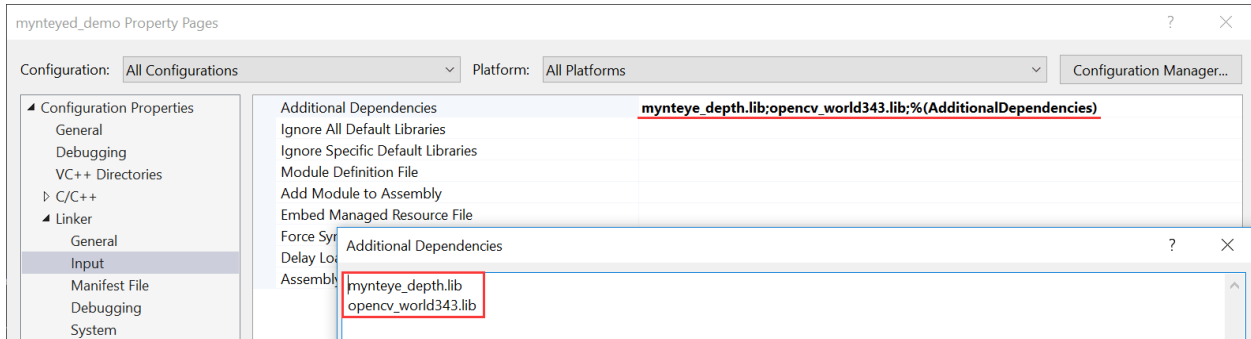 mynteyed_demo Property Pages ? ×
Configuration: All Configurations Platform: All Platforms Configuration Manager...
Configuration Properties
General
Debugging
VC++ Directories
C/C++
Linker
General
Input
Manifest File
Debugging
System
Additional Dependencies mynteye_depth.lib;opencv_world343.lib;%(AdditionalDependencies)
Ignore All Default Libraries
Ignore Specific Default Libraries
Module Definition File
Add Module to Assembly
Embed Managed Resource File
Force Sy
Delay Loa
Assembly
Additional Dependencies ? ×
mynteye_depth.lib
opencv_world343.lib